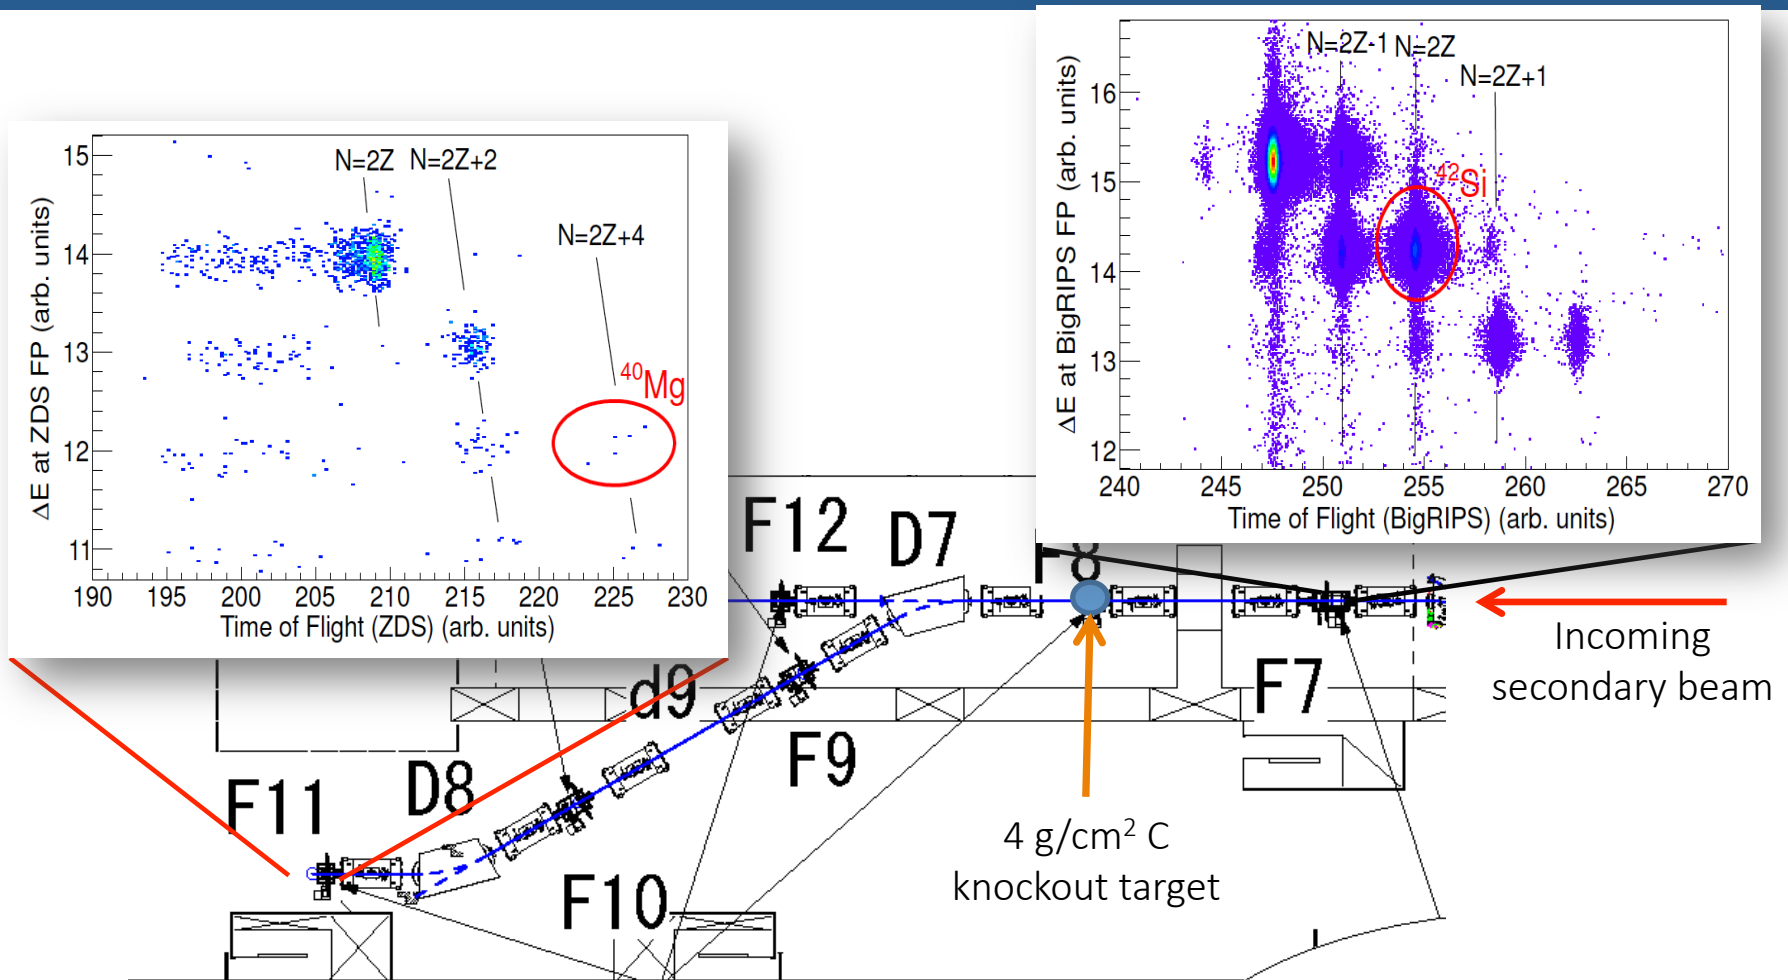 N=2Z N=2Z+2
N=2Z+4
40Mg
ΔE at ZDS FP (arb. units)
15
14
13
12
11
190 195 200 205 210 215 220 225 230
Time of Flight (ZDS) (arb. units)
N=2Z-1 N=2Z
N=2Z+1
42Si
ΔE at BigRIPS FP (arb. units)
16
15
14
13
12
240 245 250 255 260 265 270
Time of Flight (BigRIPS) (arb. units)
F12 D7 F8
Incoming
secondary beam
F7
d9
F9
D8
F11
4 g/cm² C
knockout target
F10